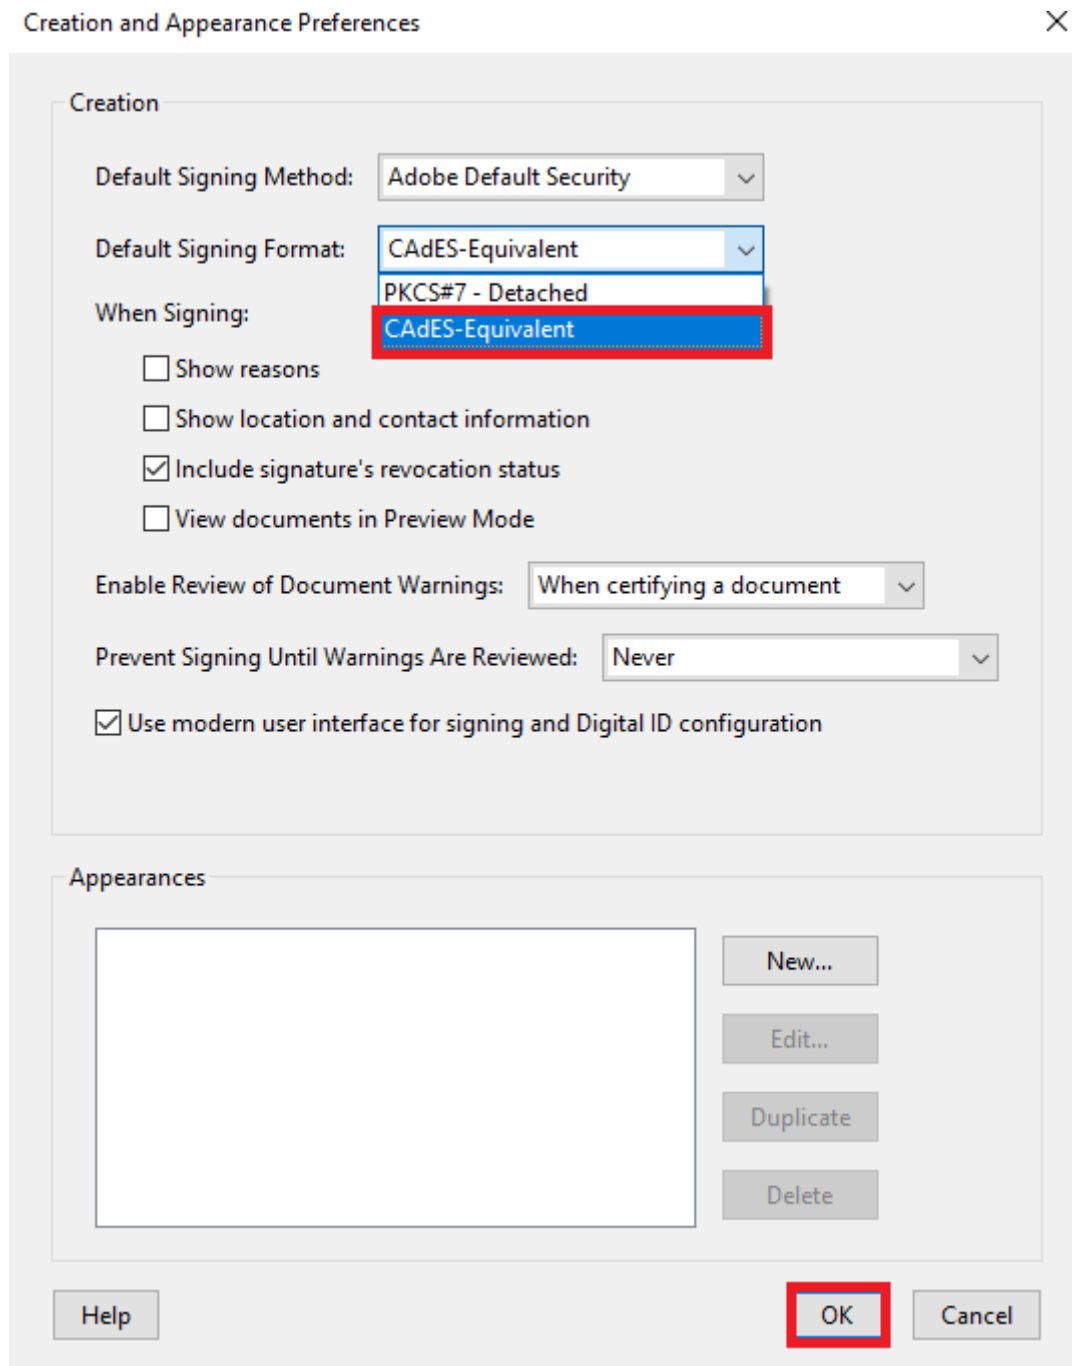 Creation and Appearance Preferences
Creation
Default Signing Method: Adobe Default Security
Default Signing Format: CAdES-Equivalent
PKCS#7 - Detached
When Signing:
CAdES-Equivalent
Show reasons
Show location and contact information
Include signature's revocation status
View documents in Preview Mode
Enable Review of Document Warnings: When certifying a document
Prevent Signing Until Warnings Are Reviewed: Never
Use modern user interface for signing and Digital ID configuration
Appearances
New...
Edit...
Duplicate
Delete
Help OK Cancel